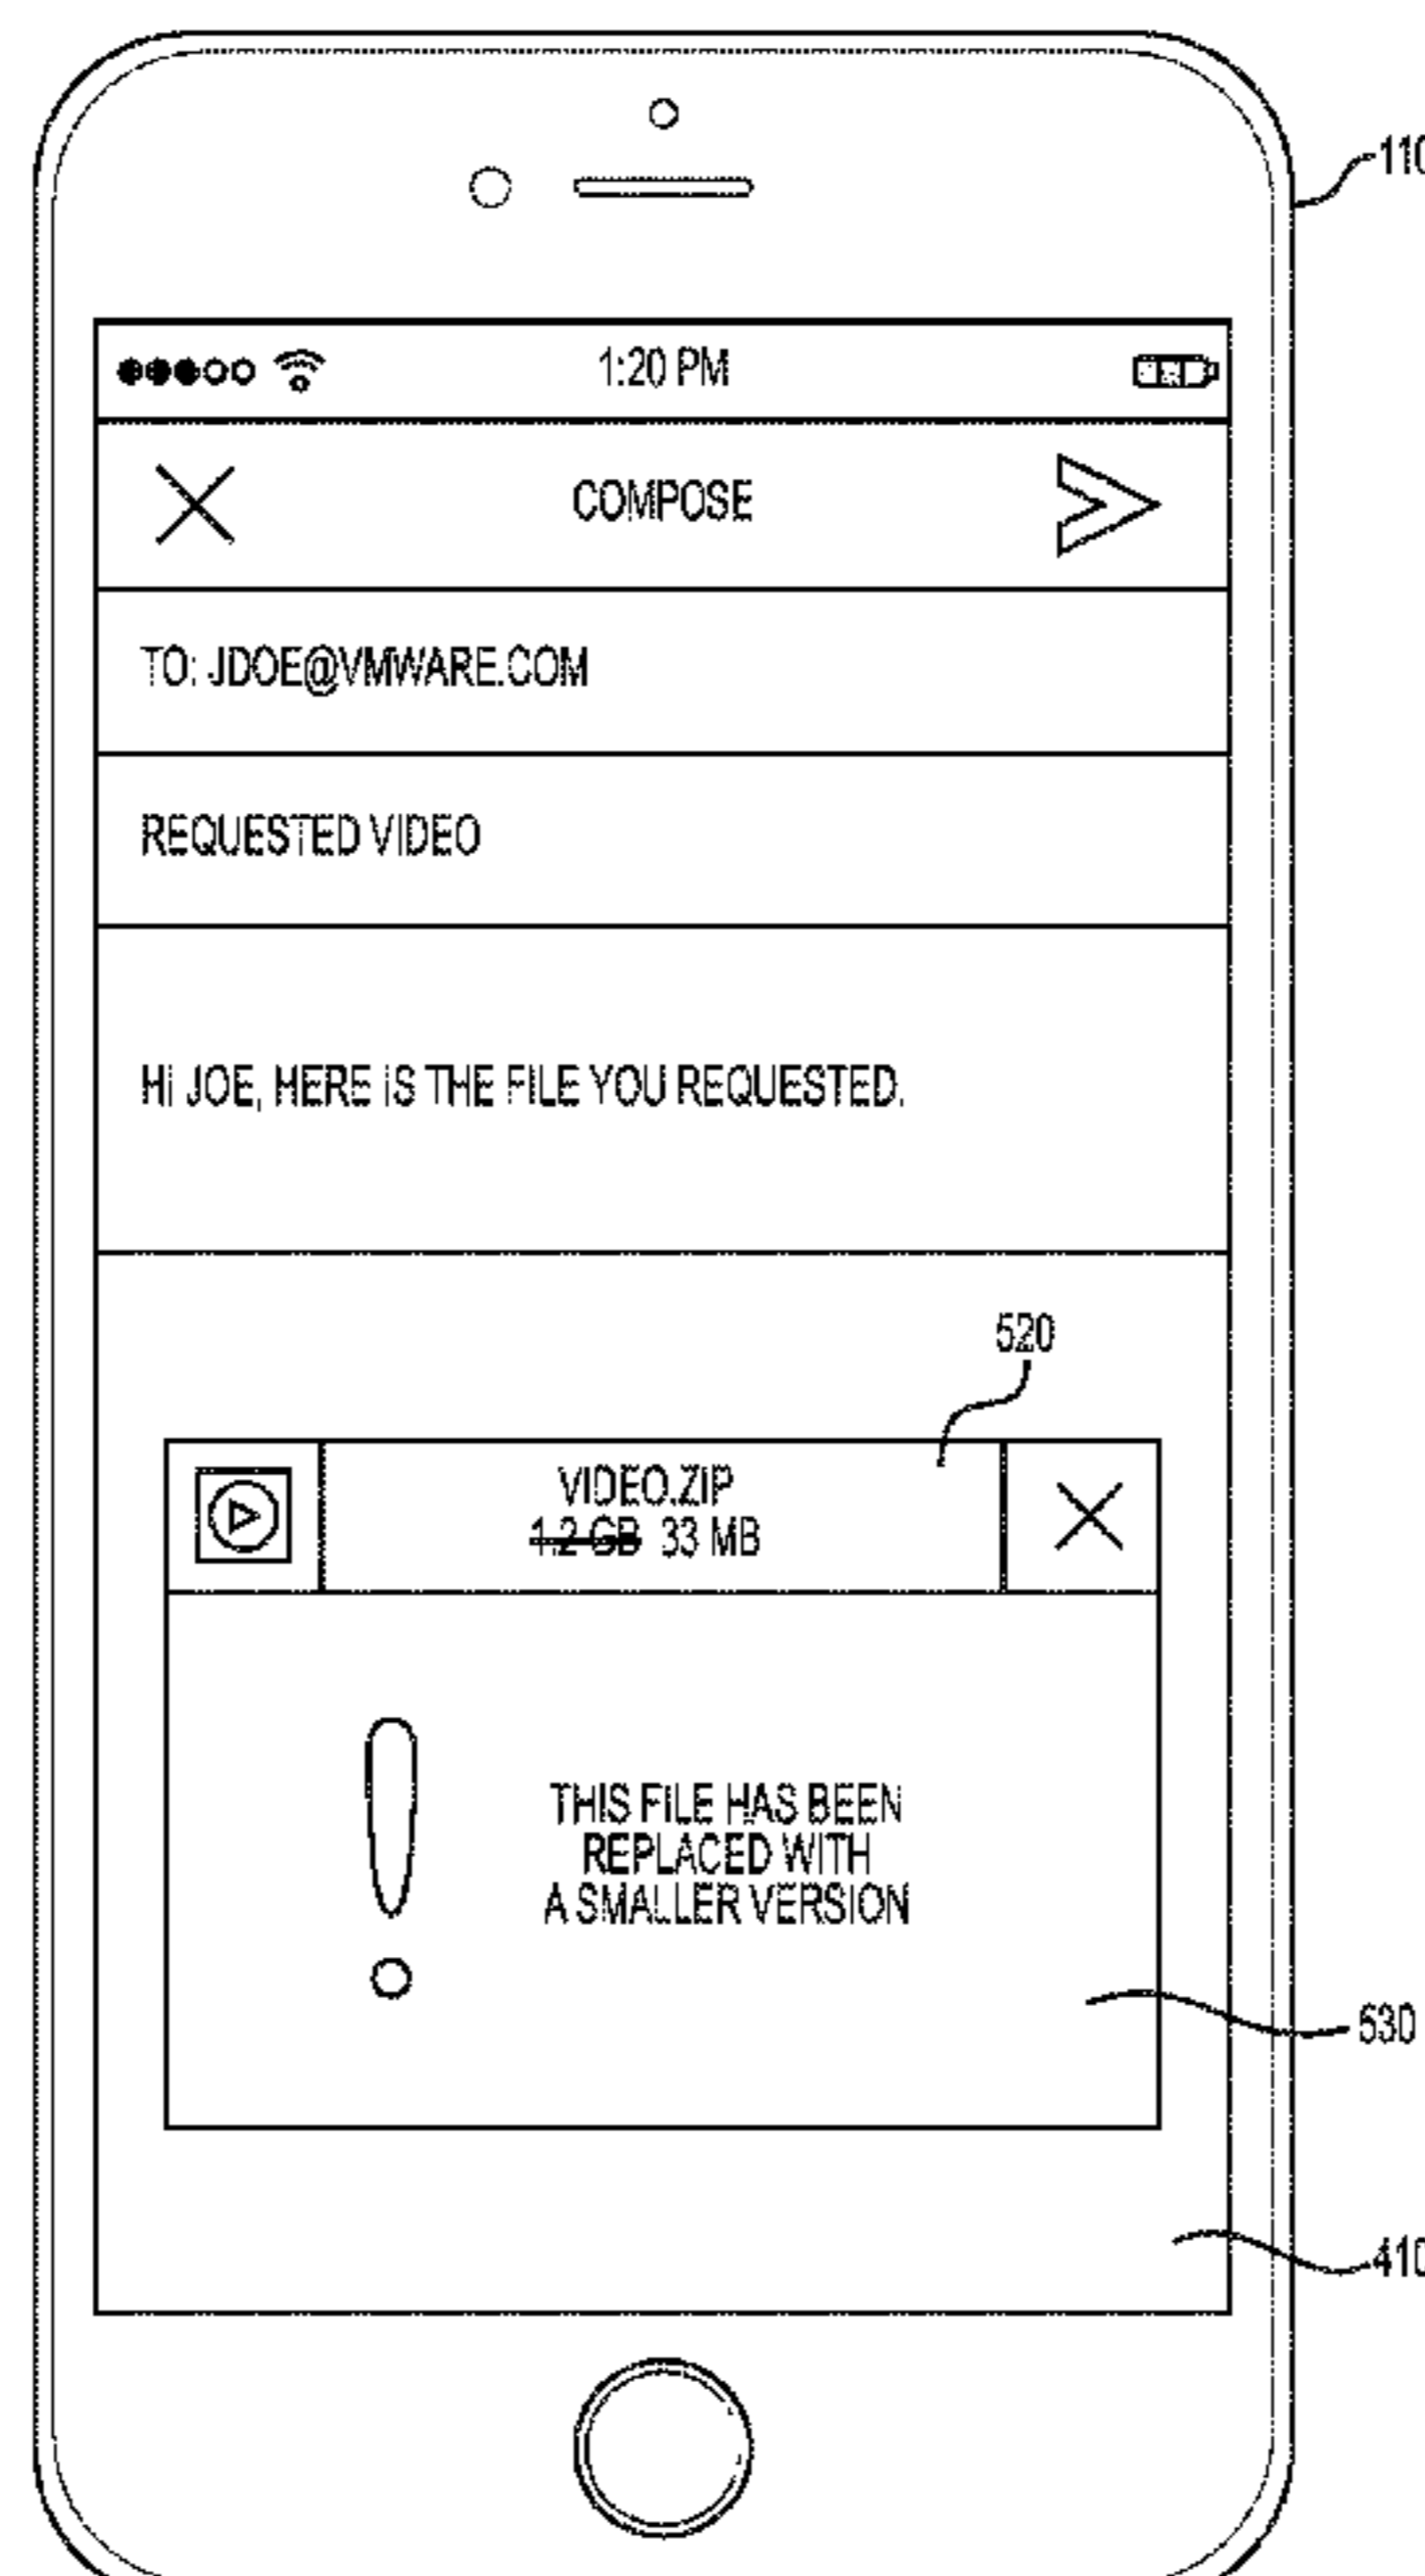 110
1:20 PM
COMPOSE
TO: JDOE@VMWARE.COM
REQUESTED VIDEO
HI JOE, HERE IS THE FILE YOU REQUESTED.
520
VIDEO.ZIP
1.2 GB 33 MB
THIS FILE HAS BEEN
REPLACED WITH
A SMALLER VERSION
530
410